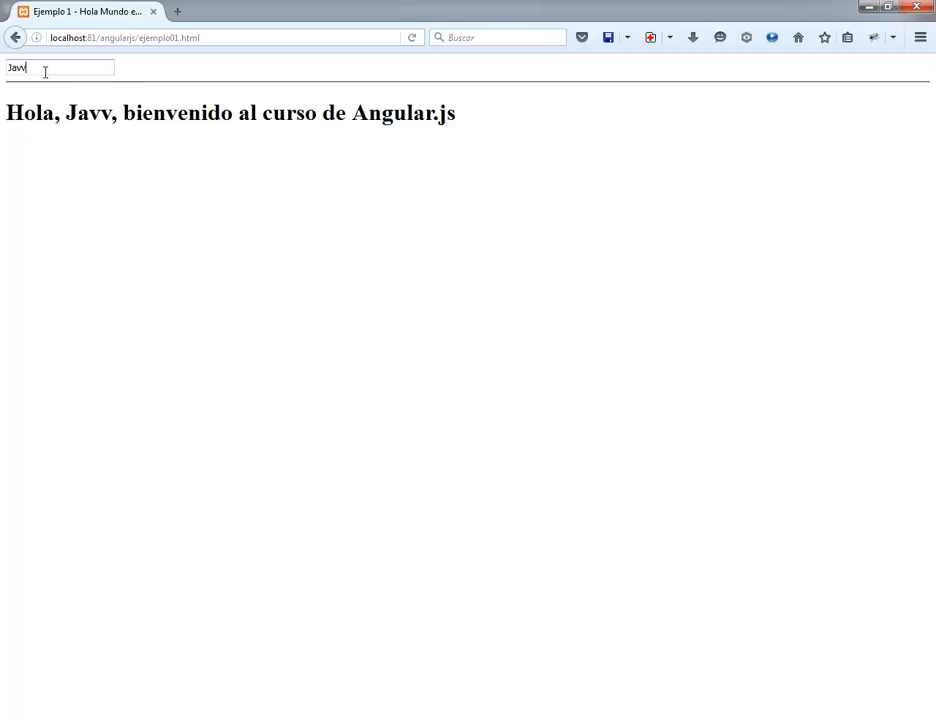 Ejemplo 1 - Hola Mundo e...
localhost:81/angularjs/ejemplo01.html
Buscar
Javv
Hola, Javv, bienvenido al curso de Angular.js